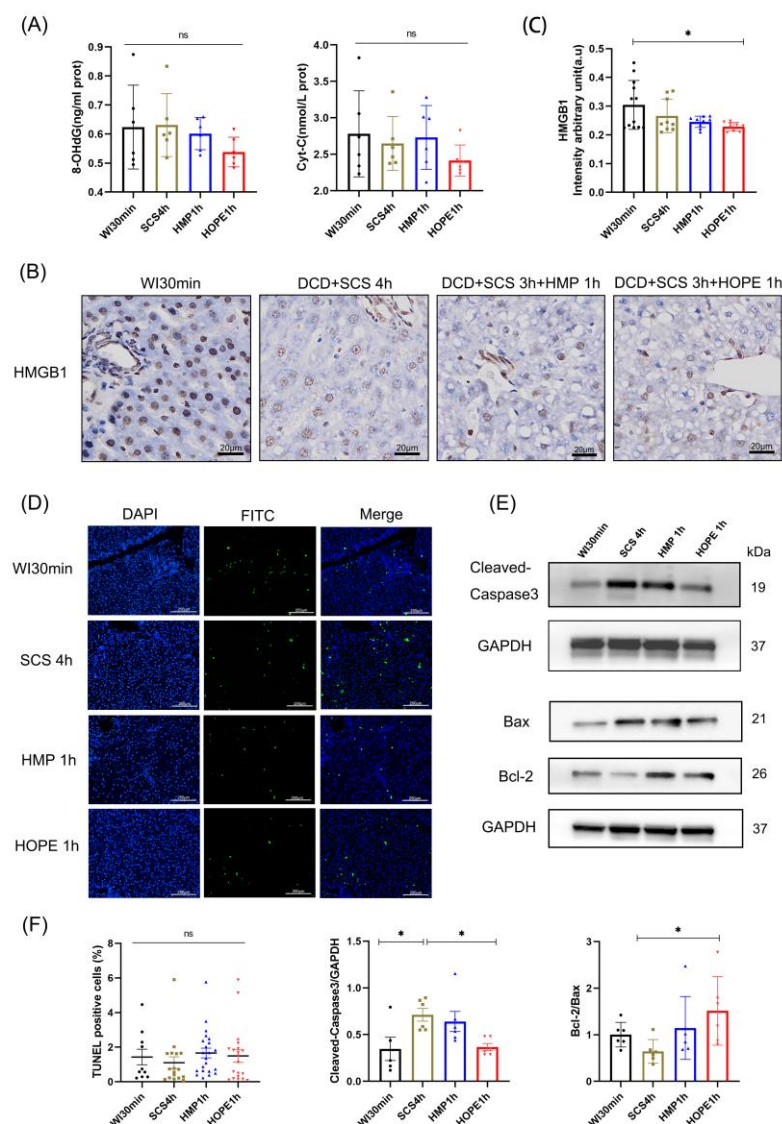 (A)
ns
8-OHdG(ng/ml prot)
1.0
0.9
0.8
0.7
0.6
0.5
0.4
WI30min
SCS4h
HMP1h
HOPE1h
ns
Cyt-C(nmol/L prot)
4.0
3.5
3.0
2.5
2.0
WI30min
SCS4h
HMP1h
HOPE1h
(C)
*
HMGB1
Intensity arbitrary unit(a.u)
0.5
0.4
0.3
0.2
0.1
0.0
WI30min
SCS4h
HMP1h
HOPE1h
(B)
WI30min
DCD+SCS 4h
DCD+SCS 3h+HMP 1h
DCD+SCS 3h+HOPE 1h
HMGB1
20μm
20μm
20μm
20μm
(D)
DAPI
FITC
Merge
WI30min
SCS 4h
HMP 1h
HOPE 1h
(E)
WI30min
SCS 4h
HMP 1h
HOPE 1h
kDa
Cleaved-
Caspase3
19
GAPDH
37
Bax
21
Bcl-2
26
GAPDH
37
(F)
ns
TUNEL positive cells (%)
8
6
4
2
0
WI30min
SCS4h
HMP1h
HOPE1h
*
*
Cleaved-Caspase3/GAPDH
1.5
1.0
0.5
0.0
WI30min
SCS4h
HMP1h
HOPE1h
*
Bcl-2/Bax
3
2
1
0
WI30min
SCS4h
HMP1h
HOPE1h